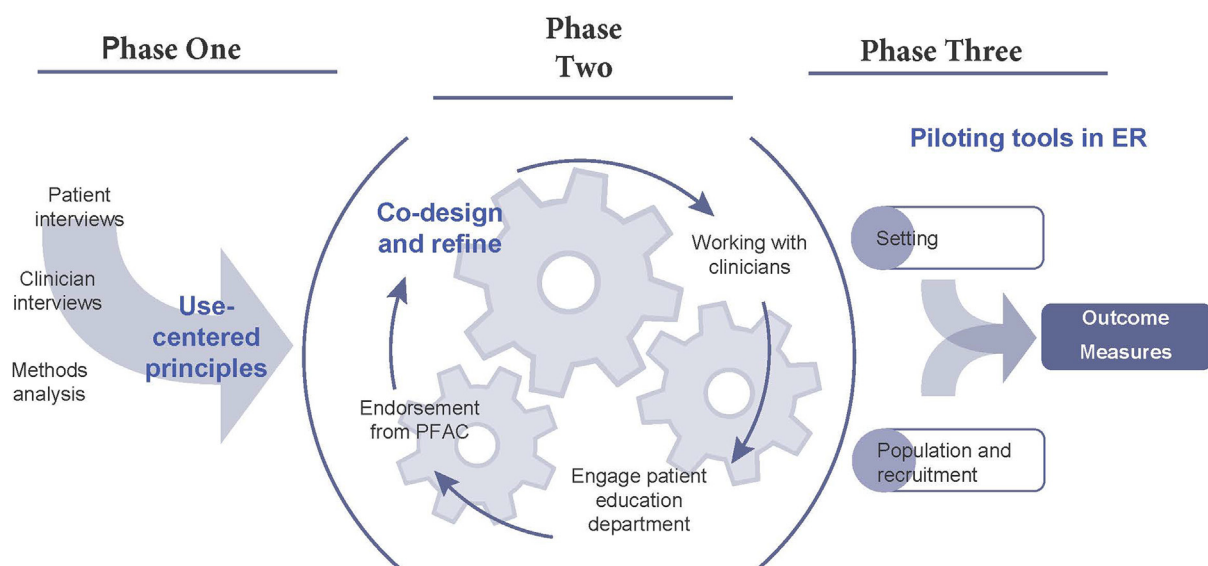 Phase One
Patient
interviews
Clinician
interviews
Methods
analysis
Use-
centered
principles
Phase
Two
Co-design
and refine
Working with
clinicians
Engage patient
education
department
Endorsement
from PFAC
Phase Three
Piloting tools in ER
Setting
Population and
recruitment
Outcome
Measures